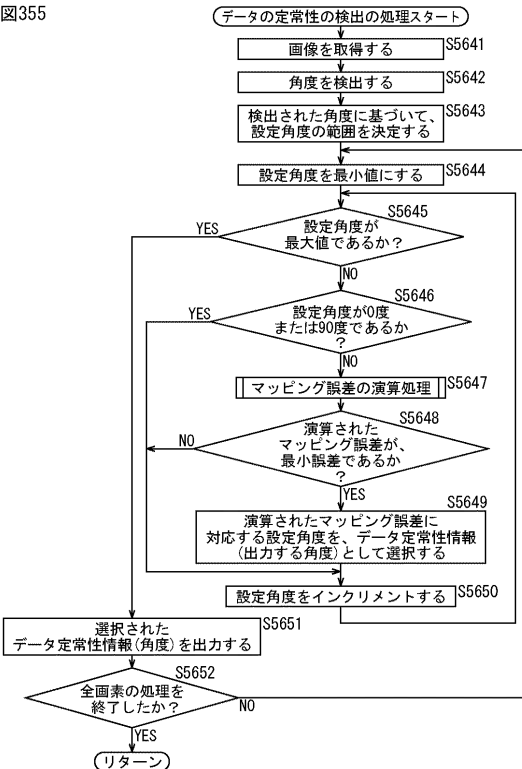 図355
データの定常性の検出の処理スタート
画像を取得する
S5641
角度を検出する
S5642
検出された角度に基づいて、
設定角度の範囲を決定する
S5643
設定角度を最小値にする
S5644
設定角度が
最大値であるか?
S5645
YES
NO
設定角度が0度
または90度であるか
?
S5646
YES
NO
マッピング誤差の演算処理
S5647
演算された
マッピング誤差が、
最小誤差であるか
?
S5648
NO
YES
演算されたマッピング誤差に
対応する設定角度を、データ定常性情報
(出力する角度)として選択する
S5649
設定角度をインクリメントする
S5650
選択された
データ定常性情報(角度)を出力する
S5651
全画素の処理を
終了したか?
S5652
NO
YES
リターン